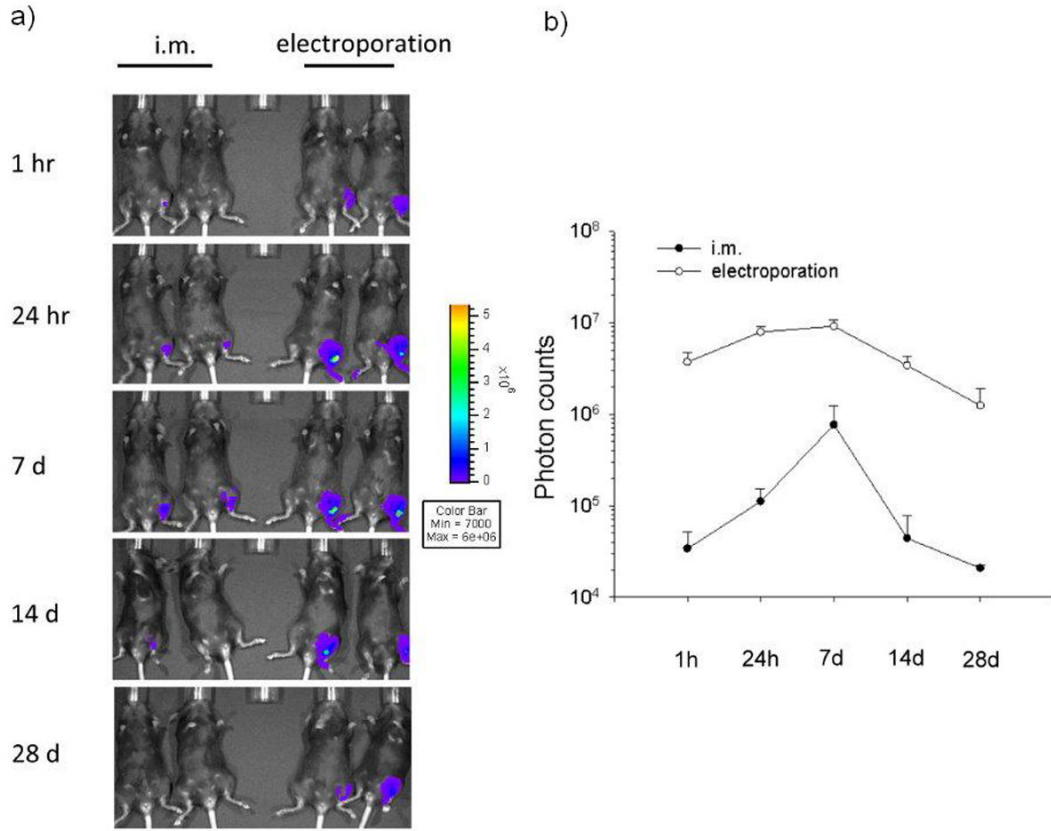 a)
i.m. electroporation
1 hr
24 hr
7 d
14 d
28 d
5
4
3
2
1
0
×10⁶
Color Bar
Min = 7000
Max = 6e+06
b)
i.m.
electroporation
Photon counts
10⁸
10⁷
10⁶
10⁵
10⁴
1h 24h 7d 14d 28d